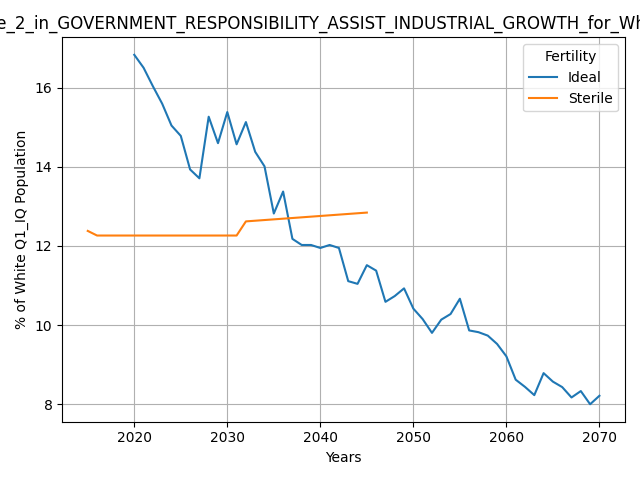 e_2_in_GOVERNMENT_RESPONSIBILITY_ASSIST_INDUSTRIAL_GROWTH_for_Wh
Fertility
Ideal
Sterile
% of White Q1_IQ Population
16
14
12
10
8
2020 2030 2040 2050 2060 2070
Years